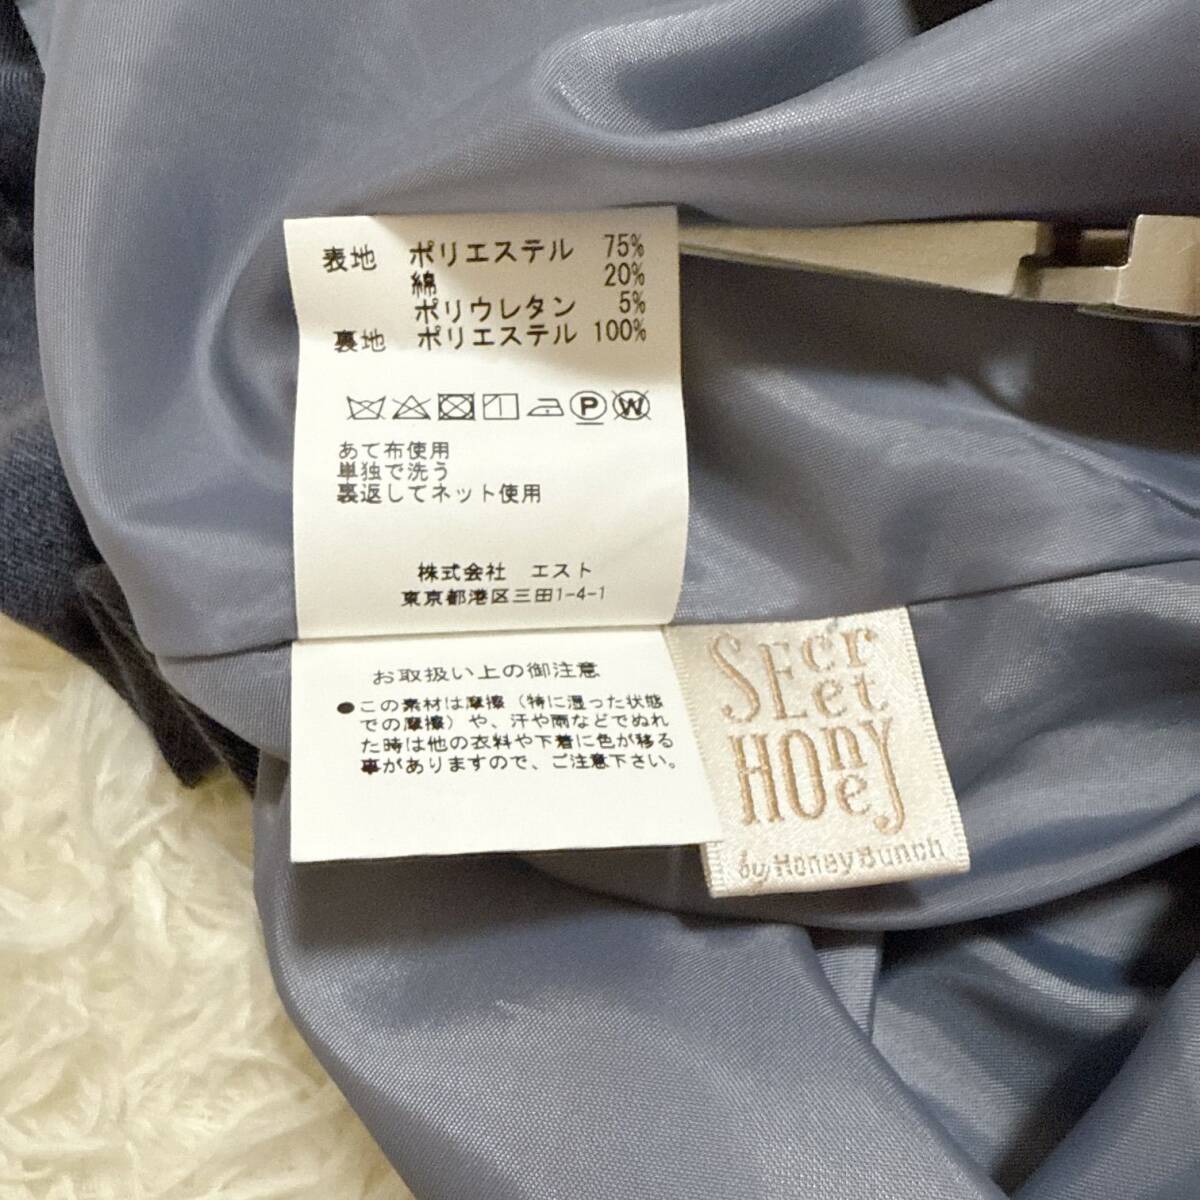 表地 ポリエステル 75%
綿 20%
ポリウレタン 5%
裏地 ポリエステル 100%
P W
あて布使用
単独で洗う
裏返してネット使用
株式会社 エスト
東京都港区三田1-4-1
お取扱い上の御注意
●この素材は摩擦（特に湿った状態
での摩擦）や、汗や雨などでぬれ
た時は他の衣料や下着に色が移る
事がありますので、ご注意下さい。
SEcret
HOney
by Honey Bunch